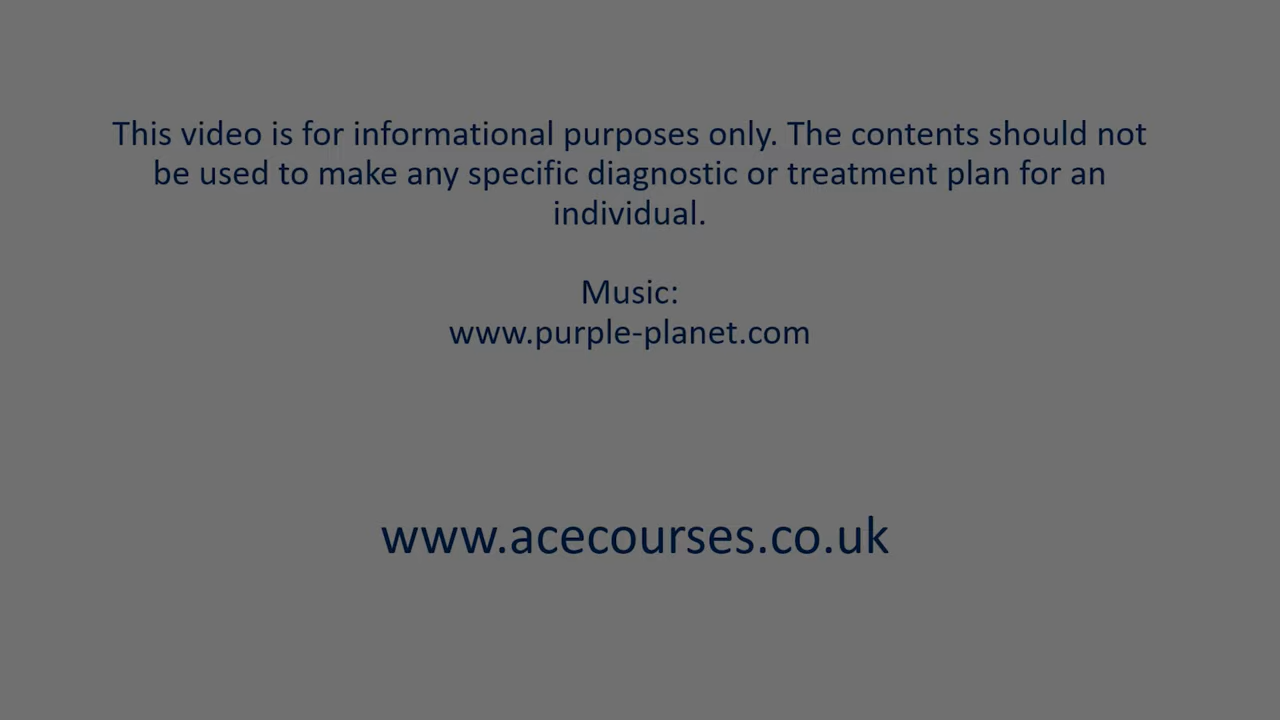 This video is for informational purposes only. The contents should not
be used to make any specific diagnostic or treatment plan for an
individual.
Music:
www.purple-planet.com
www.acecourses.co.uk